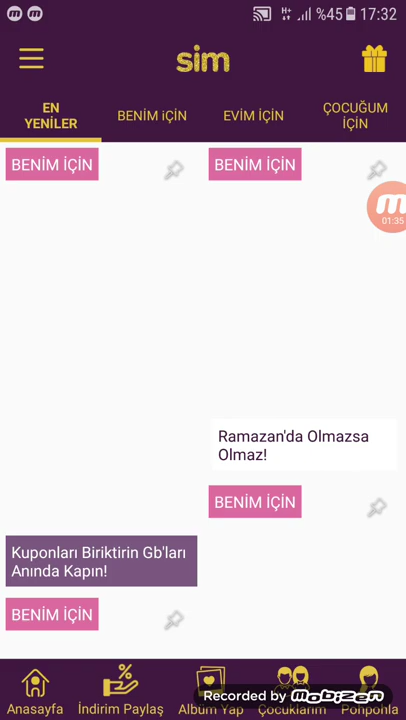 %45 17:32
sim
EN
YENİLER
BENİM İÇİN
EVİM İÇİN
ÇOCUĞUM
İÇİN
BENİM İÇİN
BENİM İÇİN
01:35
Ramazan'da Olmazsa
Olmaz!
BENİM İÇİN
Kuponları Biriktirin Gb'ları
Anında Kapın!
BENİM İÇİN
Anasayfa
İndirim Paylaş
Albüm Yap
Çocuklarım
Ponponla
Recorded by Mobizen